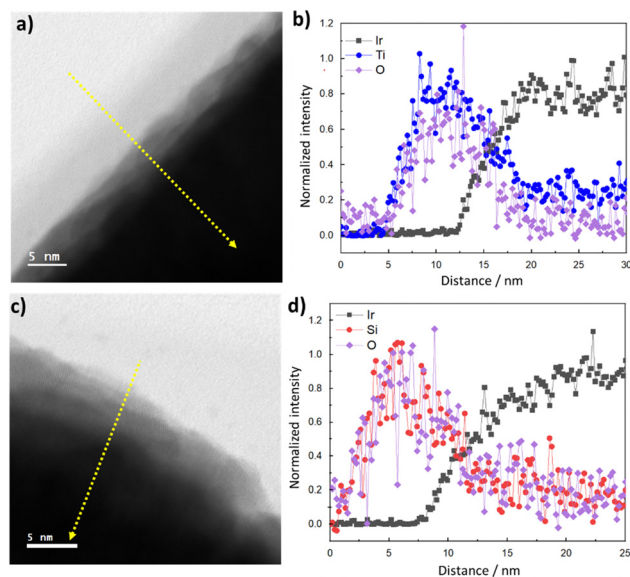 a)
5 nm
b)
Ir
Ti
O
Normalized intensity
1.2
1.0
0.8
0.6
0.4
0.2
0.0
0 5 10 15 20 25 30
Distance / nm
c)
5 nm
d)
Ir
Si
O
Normalized intensity
1.2
1.0
0.8
0.6
0.4
0.2
0.0
0 5 10 15 20 25
Distance / nm